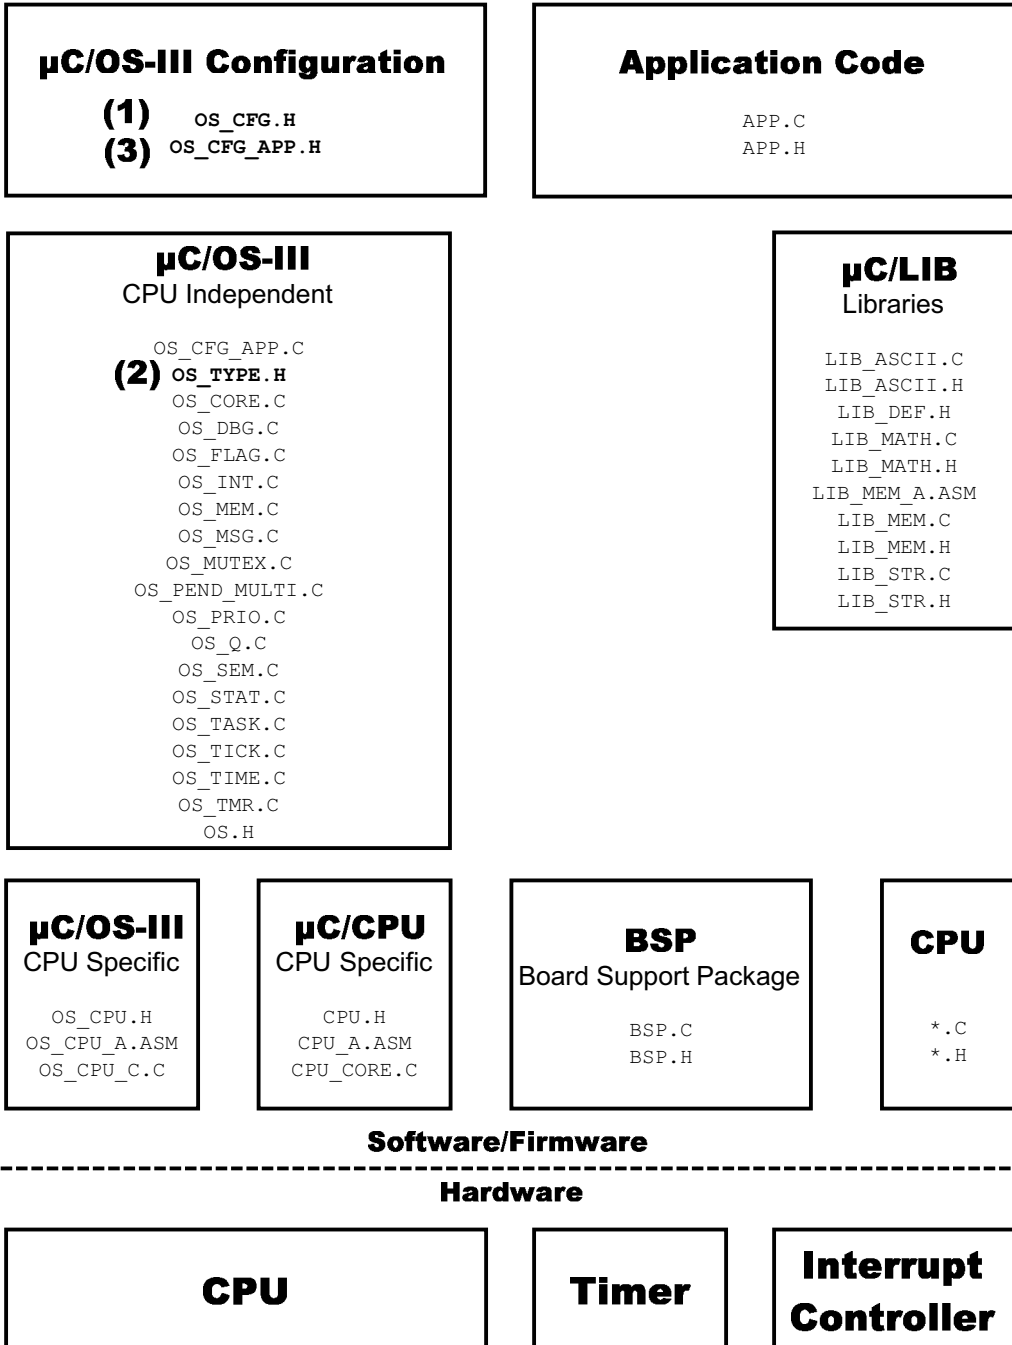 µC/OS-III Configuration
(1) OS_CFG.H
(3) OS_CFG_APP.H
Application Code
APP.C
APP.H
µC/OS-III
CPU Independent
OS_CFG_APP.C
(2) OS_TYPE.H
OS_CORE.C
OS_DBG.C
OS_FLAG.C
OS_INT.C
OS_MEM.C
OS_MSG.C
OS_MUTEX.C
OS_PEND_MULTI.C
OS_PRIO.C
OS_Q.C
OS_SEM.C
OS_STAT.C
OS_TASK.C
OS_TICK.C
OS_TIME.C
OS_TMR.C
OS.H
µC/LIB
Libraries
LIB_ASCII.C
LIB_ASCII.H
LIB_DEF.H
LIB_MATH.C
LIB_MATH.H
LIB_MEM_A.ASM
LIB_MEM.C
LIB_MEM.H
LIB_STR.C
LIB_STR.H
µC/OS-III
CPU Specific
OS_CPU.H
OS_CPU_A.ASM
OS_CPU_C.C
µC/CPU
CPU Specific
CPU.H
CPU_A.ASM
CPU_CORE.C
BSP
Board Support Package
BSP.C
BSP.H
CPU
*.C
*.H
Software/Firmware
Hardware
CPU
Timer
Interrupt
Controller